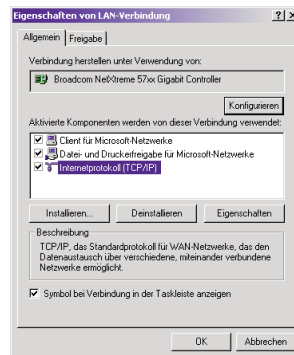 Eigenschaften von LAN-Verbindung
Allgemein
Freigabe
Verbindung herstellen unter Verwendung von:
Broadcom NetXtreme 57xx Gigabit Controller
Konfigurieren
Aktivierte Komponenten werden von dieser Verbindung verwendet:
Client für Microsoft-Netzwerke
Datei- und Druckerfreigabe für Microsoft-Netzwerke
Internetprotokoll (TCP/IP)
Installieren...
Deinstallieren
Eigenschaften
Beschreibung
TCP/IP, das Standardprotokoll für WAN-Netzwerke, das den
Datenaustausch über verschiedene, miteinander verbundene
Netzwerke ermöglicht.
Symbol bei Verbindung in der Taskleiste anzeigen
OK
Abbrechen